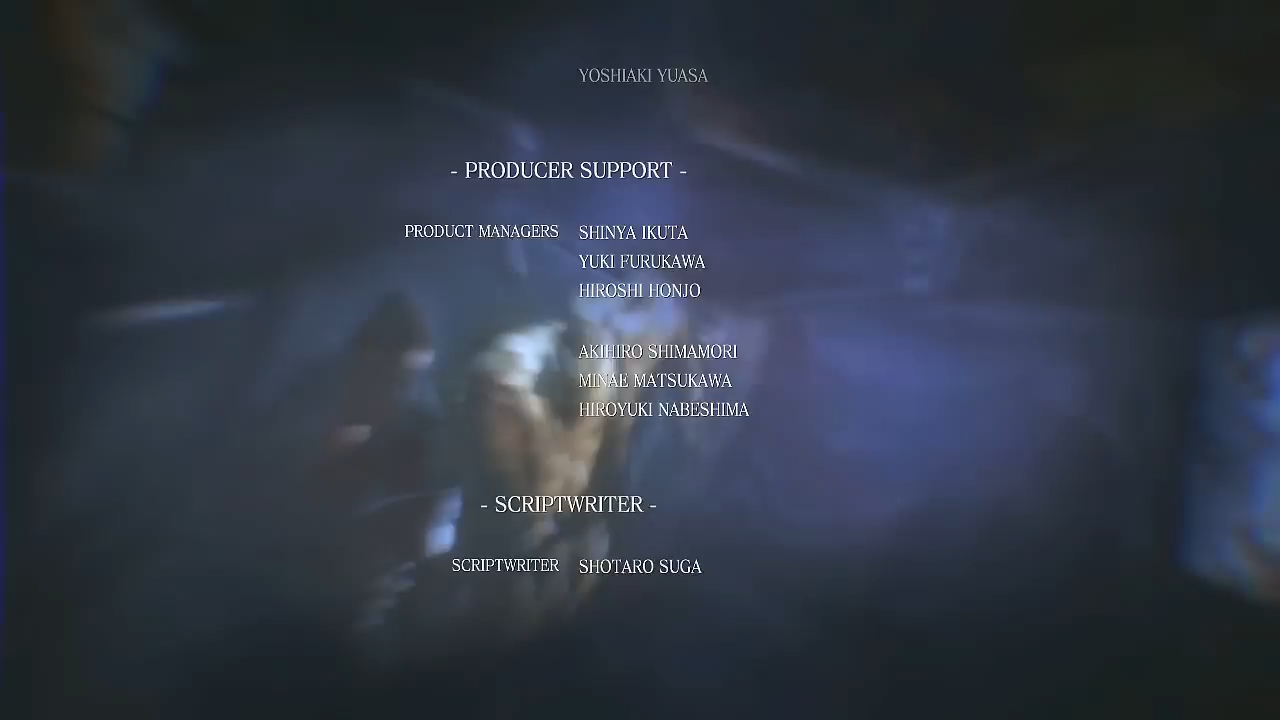 YOSHIAKI YUASA
- PRODUCER SUPPORT -
PRODUCT MANAGERS SHINYA IKUTA
YUKI FURUKAWA
HIROSHI HONJO
AKIHIRO SHIMAMORI
MINAE MATSUKAWA
HIROYUKI NABESHIMA
- SCRIPTWRITER -
SCRIPTWRITER SHOTARO SUGA